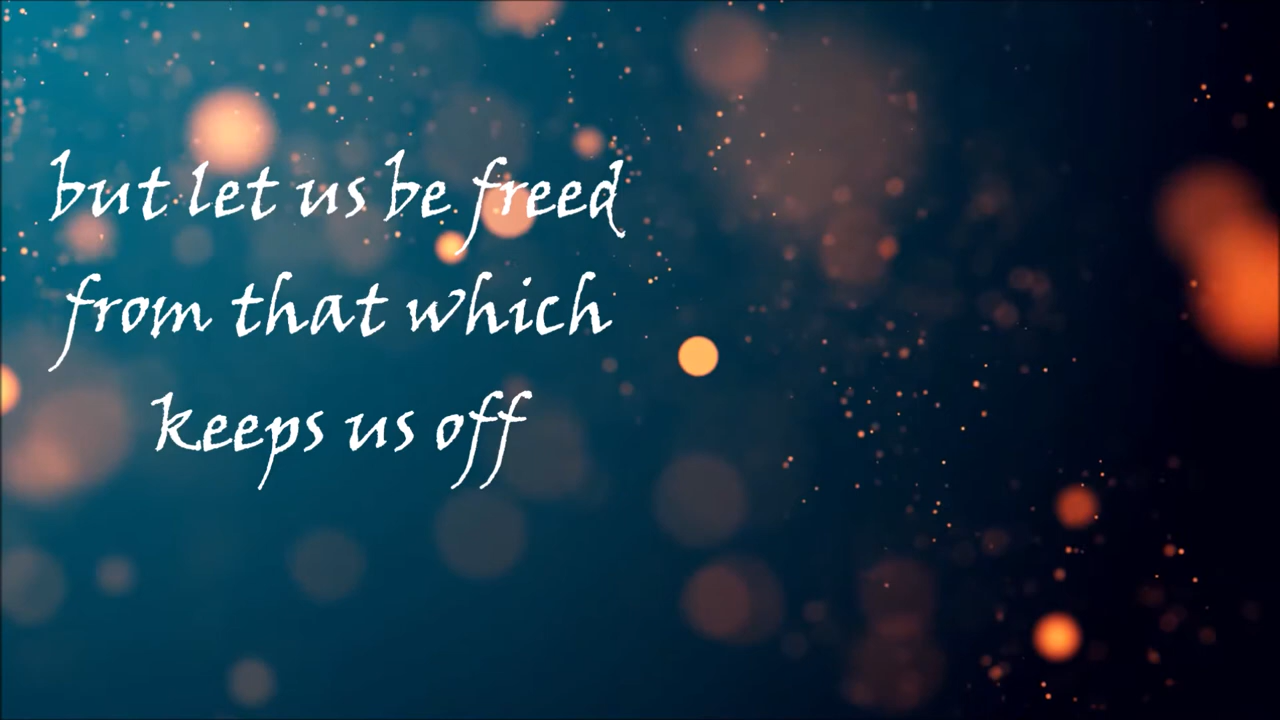 but let us be freed
from that which
keeps us off